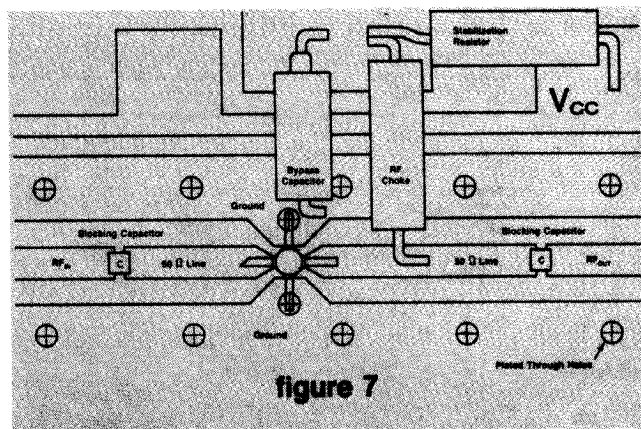 Stabilization
Resistor
VCC
Bypass
Capacitor
RF
Choke
Ground
Blocking Capacitor
Blocking Capacitor
RFIN
C
50 Ω Line
50 Ω Line
C
RFOUT
Ground
Plated Through Holes
figure 7